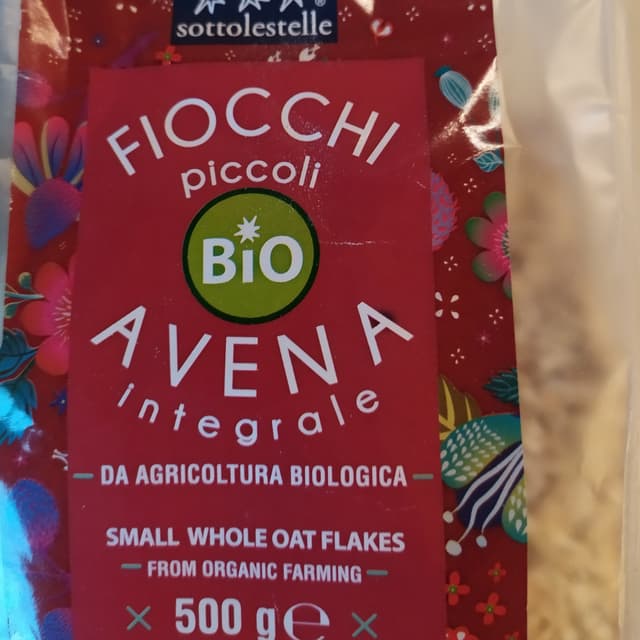 sottolestelle®
FIOCCHI
piccoli
BiO
AVENA
integrale
DA AGRICOLTURA BIOLOGICA
SMALL WHOLE OAT FLAKES
FROM ORGANIC FARMING
500 g ℮